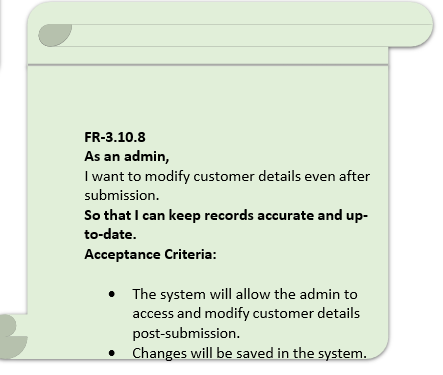 FR-3.10.8
As an admin,
I want to modify customer details even after
submission.
So that I can keep records accurate and up-
to-date.
Acceptance Criteria:
● The system will allow the admin to
access and modify customer details
post-submission.
● Changes will be saved in the system.